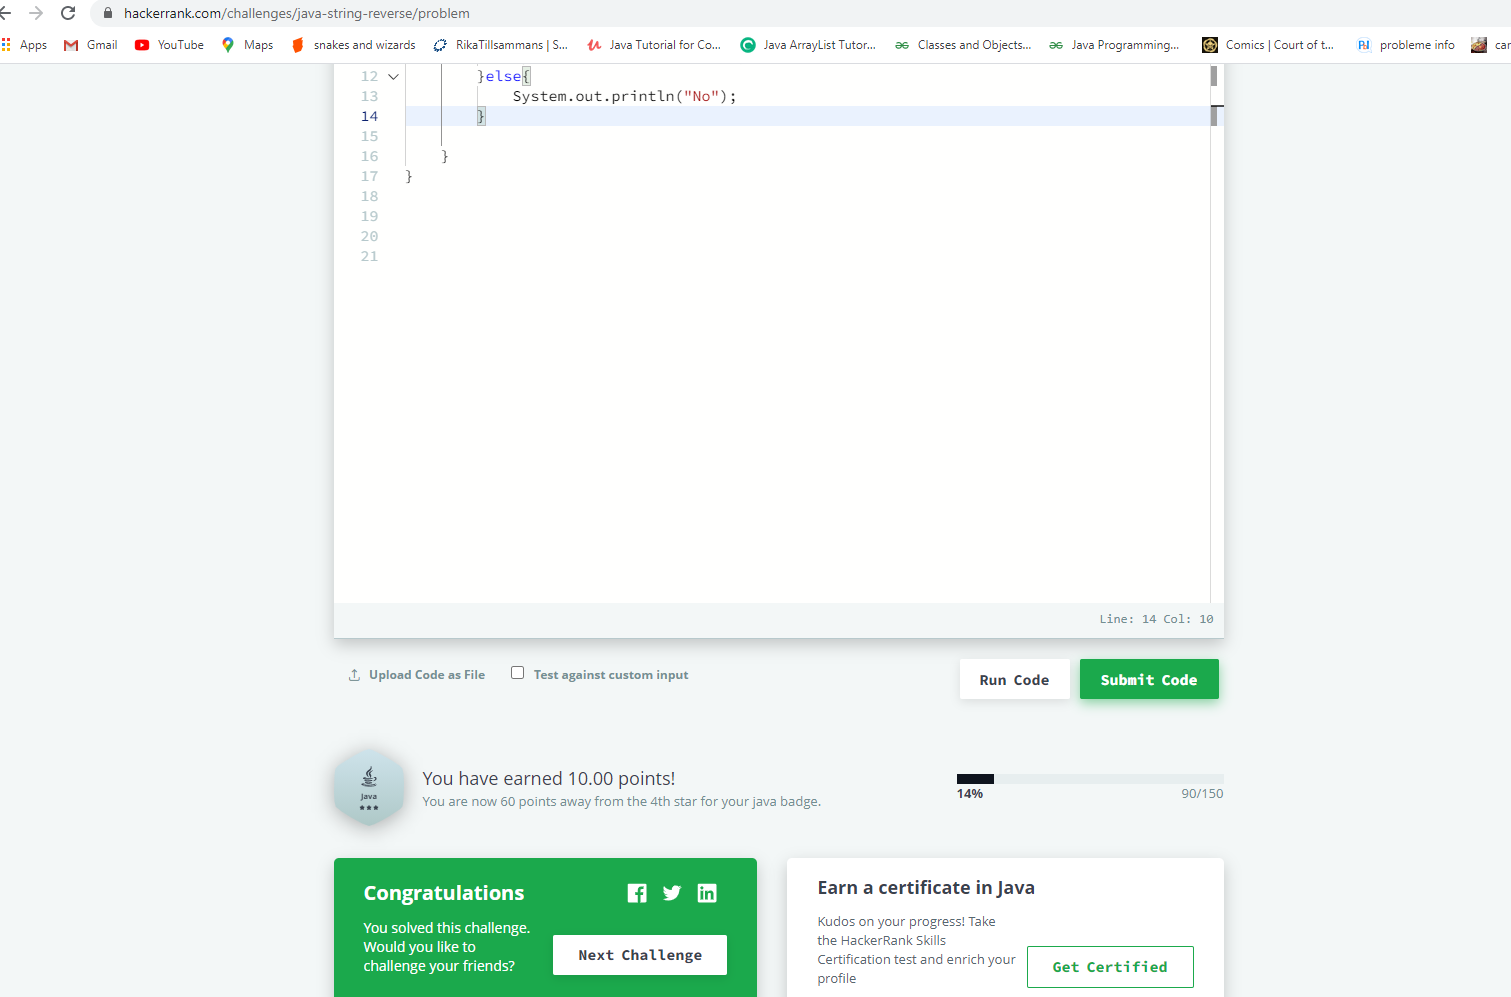 hackerrank.com/challenges/java-string-reverse/problem
Apps Gmail YouTube Maps snakes and wizards RikaTillsammans | S... Java Tutorial for Co... Java ArrayList Tutor... Classes and Objects... Java Programming... Comics | Court of t... probleme info car
12 }else{
13 System.out.println("No");
14 }
15
16 }
17 }
18
19
20
21
Line: 14 Col: 10
Upload Code as File Test against custom input Run Code Submit Code
Java
You have earned 10.00 points!
You are now 60 points away from the 4th star for your java badge.
14% 90/150
Congratulations
You solved this challenge.
Would you like to
challenge your friends?
Next Challenge
Earn a certificate in Java
Kudos on your progress! Take
the HackerRank Skills
Certification test and enrich your
profile
Get Certified